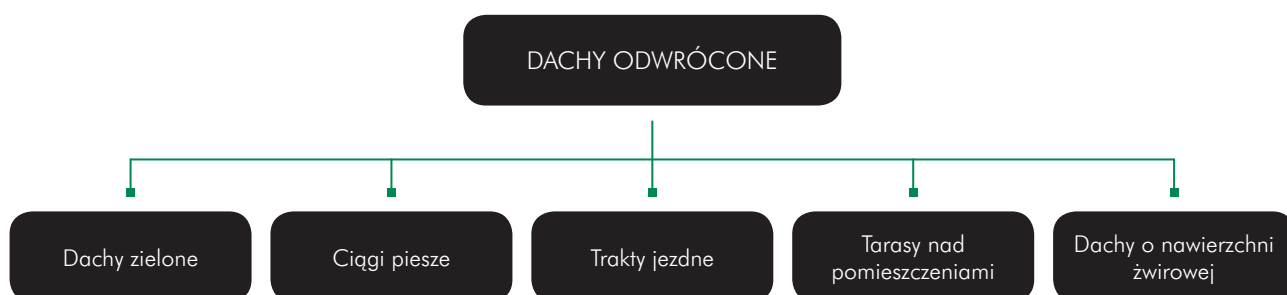 DACHY ODWRÓCONE
Dachy zielone
Ciągi piesze
Trakty jezdne
Tarasy nad
pomieszczeniami
Dachy o nawierzchni
żwirowej